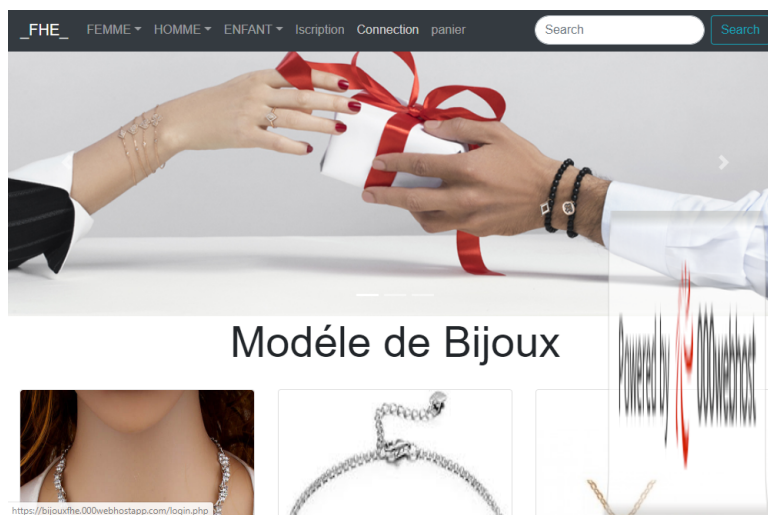 _FHE_ FEMME HOMME ENFANT Iscription Connection panier Search Search
Modéle de Bijoux
Powered by 000webhost
https://bijouxfhe.000webhostapp.com/login.php